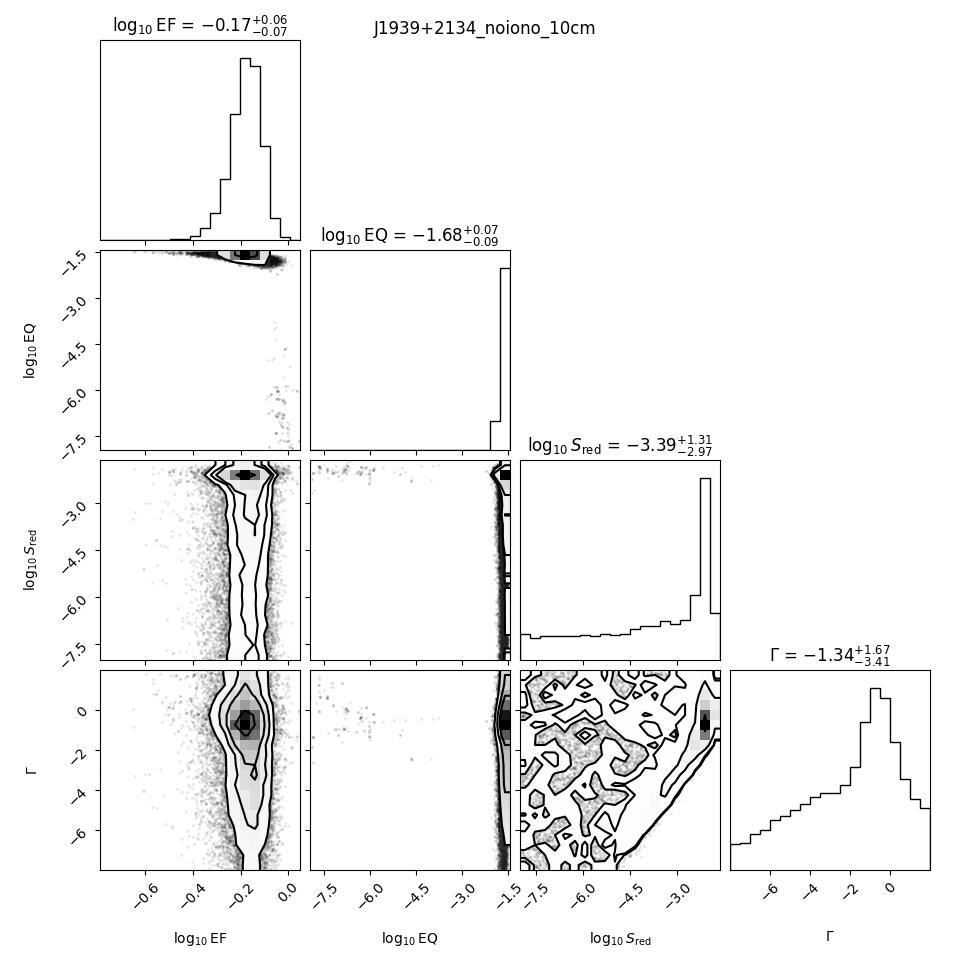 J1939+2134_noiono_10cm
log₁₀ EF = −0.17⁺⁰·⁰⁶₋₀.₀₇
log₁₀ EQ = −1.68⁺⁰·⁰⁷₋₀.₀₉
−1.5
−3.0
−4.5
−6.0
−7.5
log₁₀ EQ
log₁₀ S_red = −3.39⁺¹·³¹₋₂.₉₇
−3.0
−4.5
−6.0
−7.5
log₁₀ S_red
Γ = −1.34⁺¹·⁶⁷₋₃.₄₁
0
−2
−4
−6
Γ
−0.6 −0.4 −0.2 0.0
−7.5 −6.0 −4.5 −3.0 −1.5
−7.5 −6.0 −4.5 −3.0
−6 −4 −2 0
log₁₀ EF
log₁₀ EQ
log₁₀ S_red
Γ